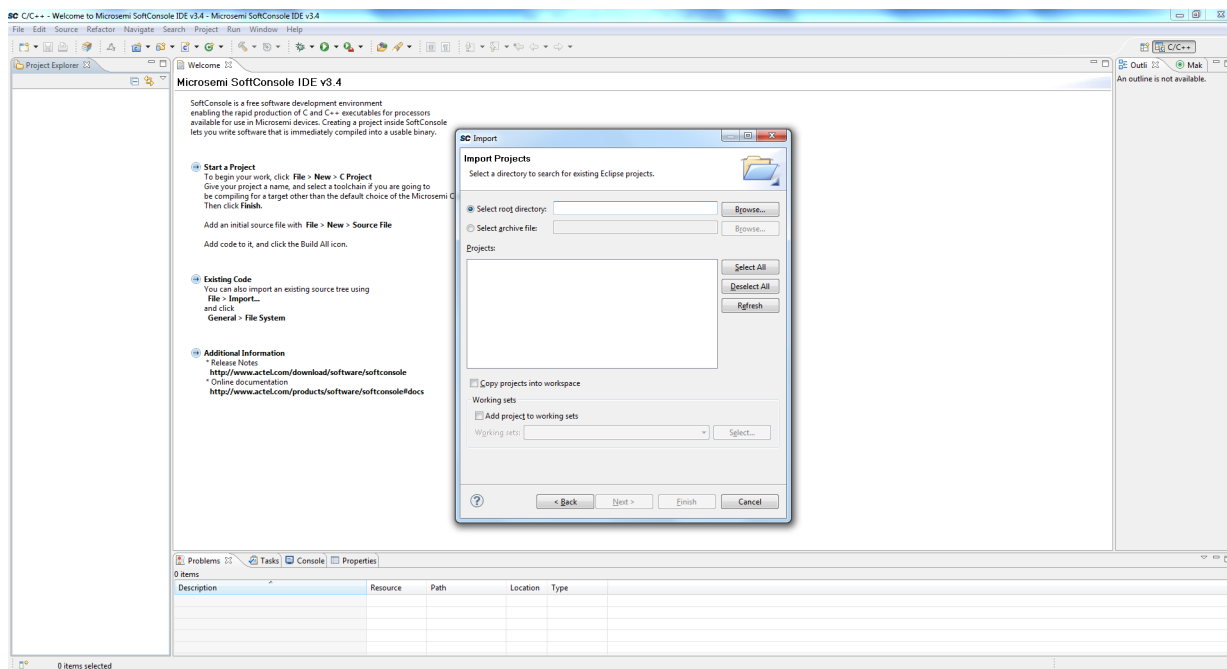 SC C/C++ - Welcome to Microsemi SoftConsole IDE v3.4 - Microsemi SoftConsole IDE v3.4
File Edit Source Refactor Navigate Search Project Run Window Help
C/C++
Project Explorer
Welcome
Outli
Mak
An outline is not available.
Microsemi SoftConsole IDE v3.4
SoftConsole is a free software development environment
enabling the rapid production of C and C++ executables for processors
available for use in Microsemi devices. Creating a project inside SoftConsole
lets you write software that is immediately compiled into a usable binary.
Start a Project
To begin your work, click File > New > C Project
Give your project a name, and select a toolchain if you are going to
be compiling for a target other than the default choice of the Microsemi C
Then click Finish.
Add an initial source file with File > New > Source File
Add code to it, and click the Build All icon.
Existing Code
You can also import an existing source tree using
File > Import...
and click
General > File System
Additional Information
* Release Notes
http://www.actel.com/download/software/softconsole
* Online documentation
http://www.actel.com/products/software/softconsole#docs
SC Import
Import Projects
Select a directory to search for existing Eclipse projects.
Select root directory:
Browse...
Select archive file:
Browse...
Projects:
Select All
Deselect All
Refresh
Copy projects into workspace
Working sets
Add project to working sets
Working sets:
Select...
?
< Back
Next >
Finish
Cancel
Problems Tasks Console Properties
0 items
Description Resource Path Location Type
0 items selected